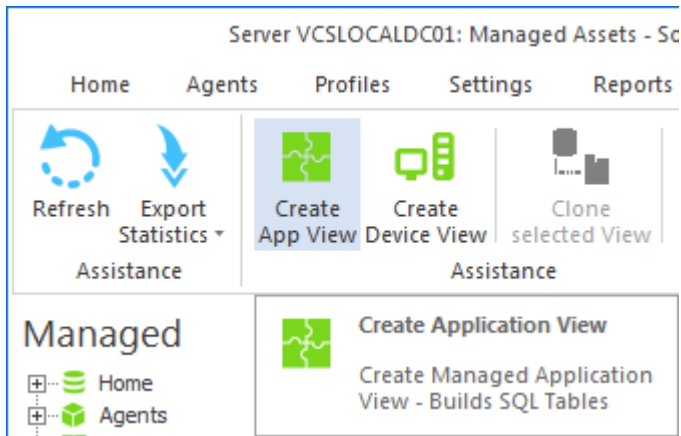 Server VCSLOCALDC01: Managed Assets - So
Home Agents Profiles Settings Reports
Refresh Export Statistics Create App View Create Device View Clone selected View
Assistance Assistance
Managed
Home
Agents
Create Application View
Create Managed Application
View - Builds SQL Tables